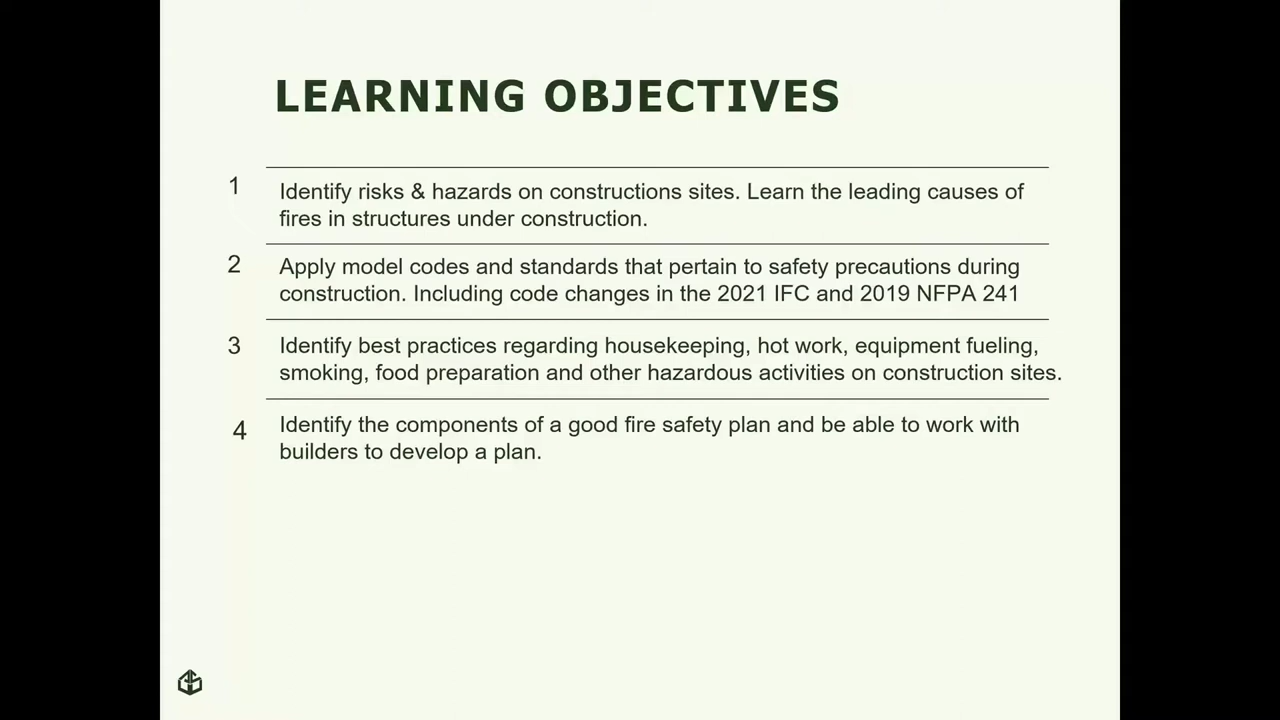 LEARNING OBJECTIVES
1
Identify risks & hazards on constructions sites. Learn the leading causes of
fires in structures under construction.
2
Apply model codes and standards that pertain to safety precautions during
construction. Including code changes in the 2021 IFC and 2019 NFPA 241
3
Identify best practices regarding housekeeping, hot work, equipment fueling,
smoking, food preparation and other hazardous activities on construction sites.
4
Identify the components of a good fire safety plan and be able to work with
builders to develop a plan.